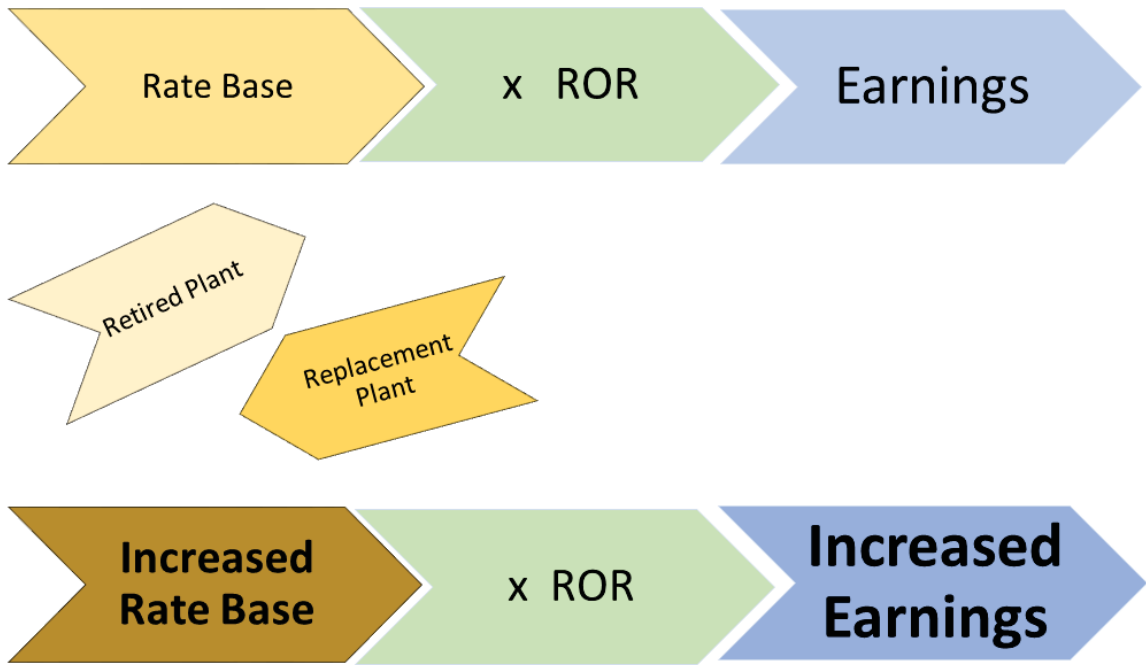 Rate Base
x ROR
Earnings
Retired Plant
Replacement
Plant
Increased
Rate Base
x ROR
Increased
Earnings